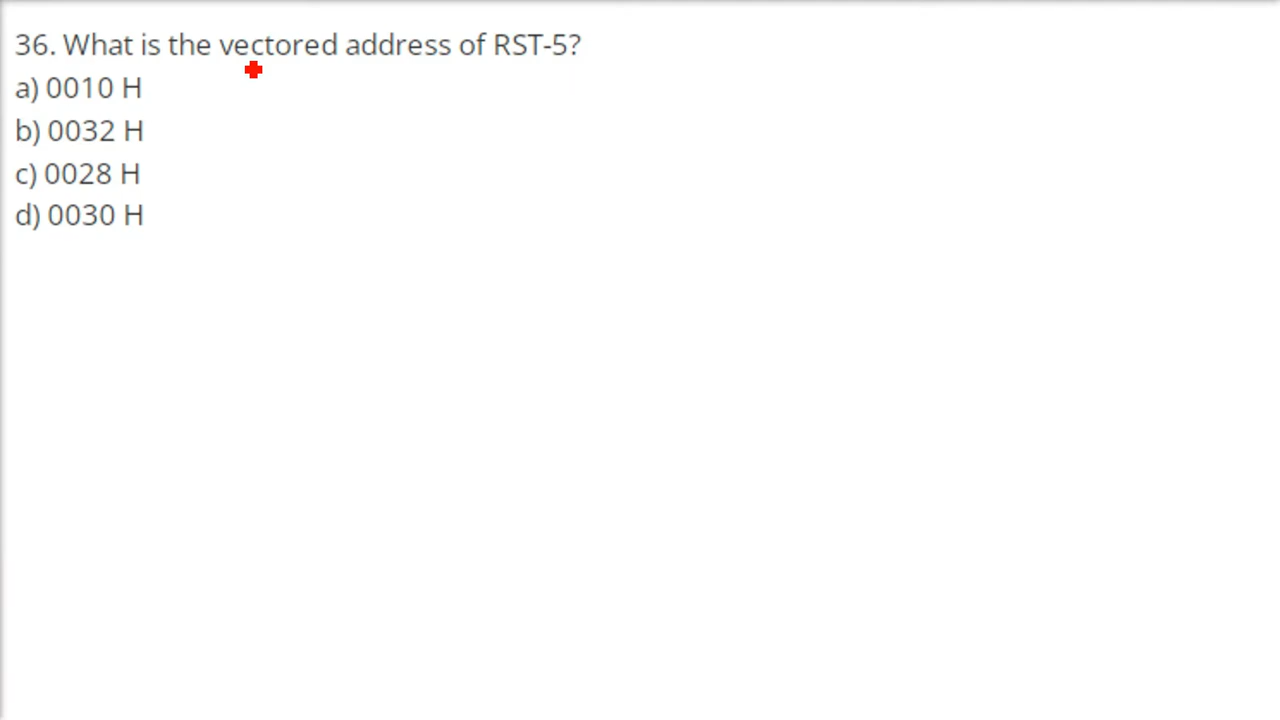 36. What is the vectored address of RST-5?
a) 0010 H
b) 0032 H
c) 0028 H
d) 0030 H